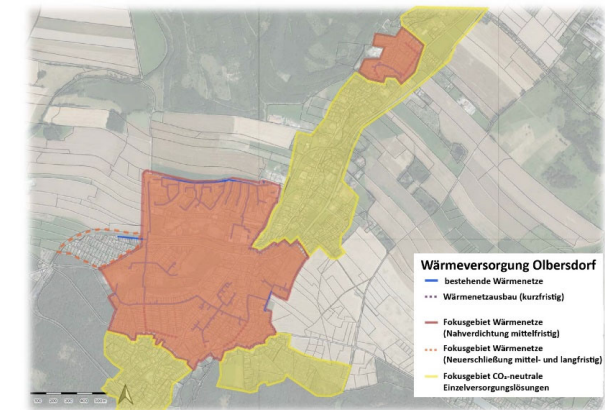 Wärmeversorgung Olbersdorf
bestehende Wärmenetze
Wärmenetzausbau (kurzfristig)
Fokusgebiet Wärmenetze
(Nahverdichtung mittelfristig)
Fokusgebiet Wärmenetze
(Neuerschließung mittel- und langfristig)
Fokusgebiet CO₂-neutrale
Einzelversorgungslösungen